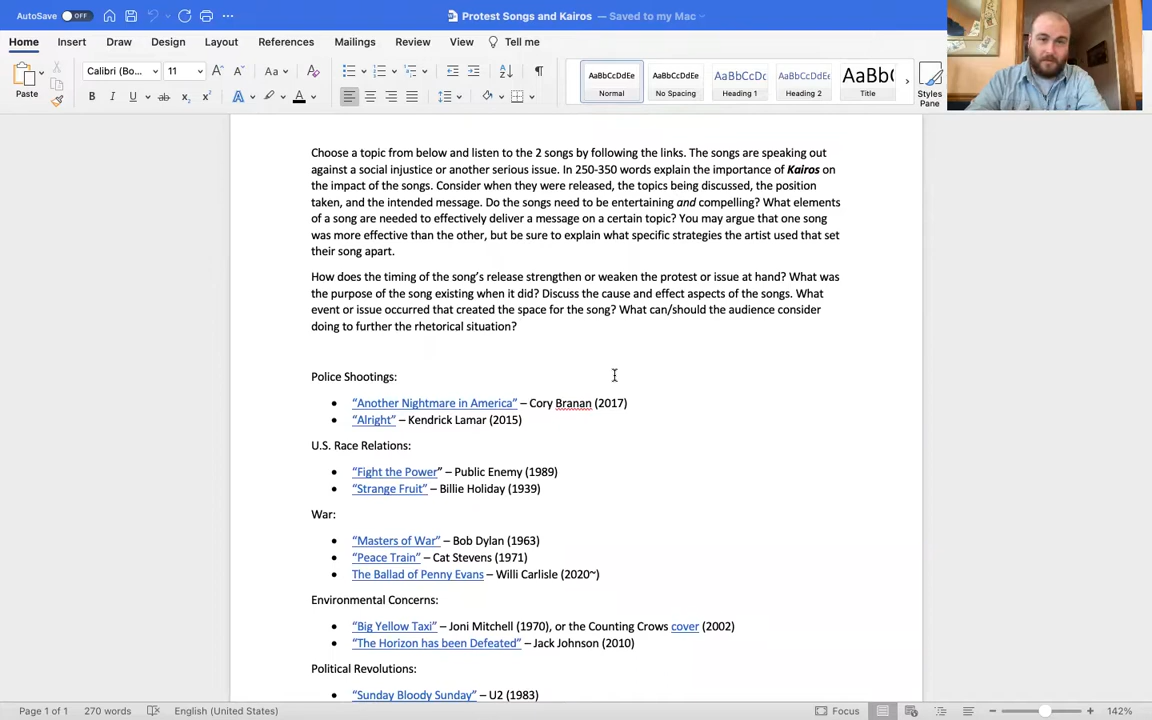 AutoSave OFF
Protest Songs and Kairos — Saved to my Mac
Home Insert Draw Design Layout References Mailings Review View Tell me
Paste
Calibri (Bo... 11
Aa
B I U ab x₂ x² A A
AaBbCcDdEe AaBbCcDdEe AaBbCcDc AaBbCcDdEe AaBb(
Normal No Spacing Heading 1 Heading 2 Title
Styles
Pane
Choose a topic from below and listen to the 2 songs by following the links. The songs are speaking out
against a social injustice or another serious issue. In 250-350 words explain the importance of Kairos on
the impact of the songs. Consider when they were released, the topics being discussed, the position
taken, and the intended message. Do the songs need to be entertaining and compelling? What elements
of a song are needed to effectively deliver a message on a certain topic? You may argue that one song
was more effective than the other, but be sure to explain what specific strategies the artist used that set
their song apart.
How does the timing of the song's release strengthen or weaken the protest or issue at hand? What was
the purpose of the song existing when it did? Discuss the cause and effect aspects of the songs. What
event or issue occurred that created the space for the song? What can/should the audience consider
doing to further the rhetorical situation?
Police Shootings:
• "Another Nightmare in America" – Cory Branan (2017)
• "Alright" – Kendrick Lamar (2015)
U.S. Race Relations:
• "Fight the Power" – Public Enemy (1989)
• "Strange Fruit" – Billie Holiday (1939)
War:
• "Masters of War" – Bob Dylan (1963)
• "Peace Train" – Cat Stevens (1971)
• The Ballad of Penny Evans – Willi Carlisle (2020~)
Environmental Concerns:
• "Big Yellow Taxi" – Joni Mitchell (1970), or the Counting Crows cover (2002)
• "The Horizon has been Defeated" – Jack Johnson (2010)
Political Revolutions:
• "Sunday Bloody Sunday" – U2 (1983)
Page 1 of 1 270 words English (United States) Focus 142%